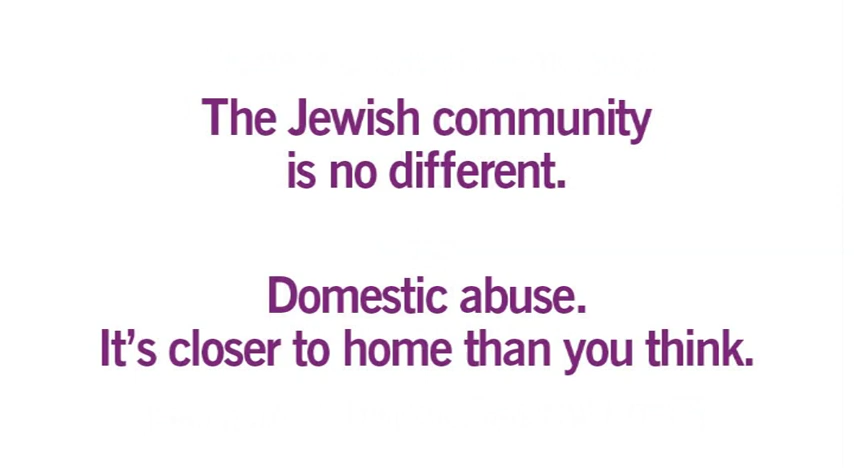 The Jewish community
is no different.
Domestic abuse.
It’s closer to home than you think.